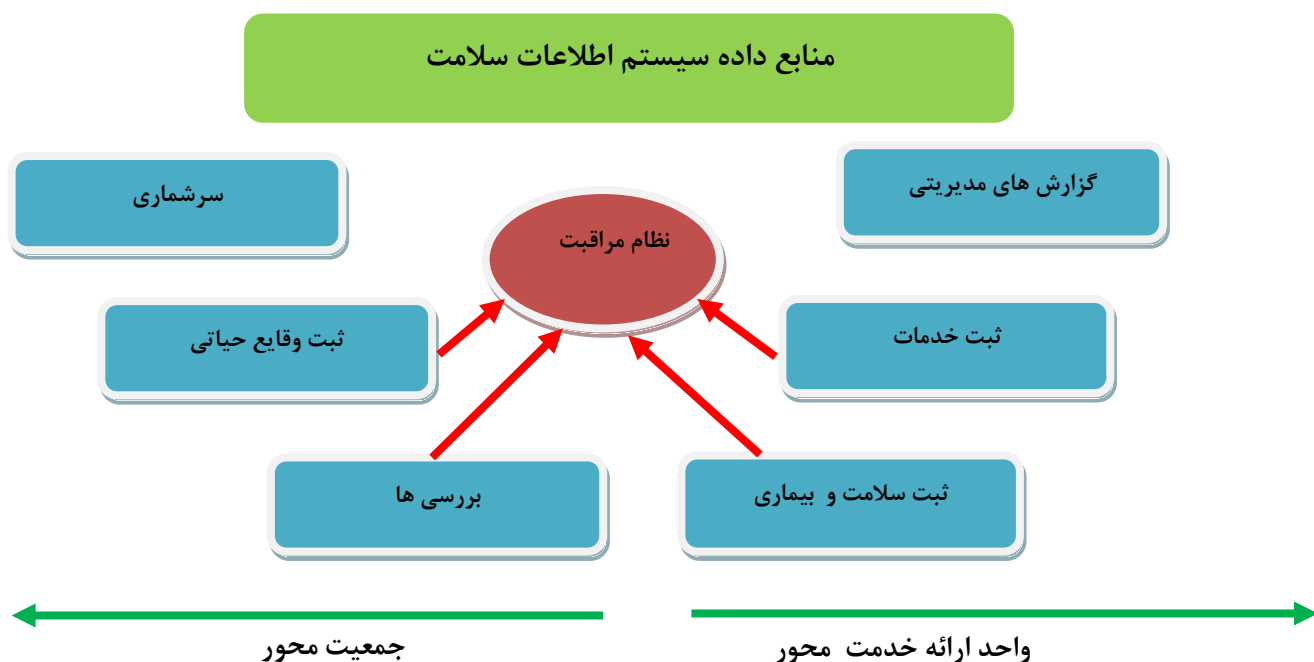 منابع داده سیستم اطلاعات سلامت
گزارش های مدیریتی
سرشماری
نظام مراقبت
ثبت خدمات
ثبت وقایع حیاتی
ثبت سلامت و بیماری
بررسی ها
واحد ارائه خدمت محور
جمعیت محور